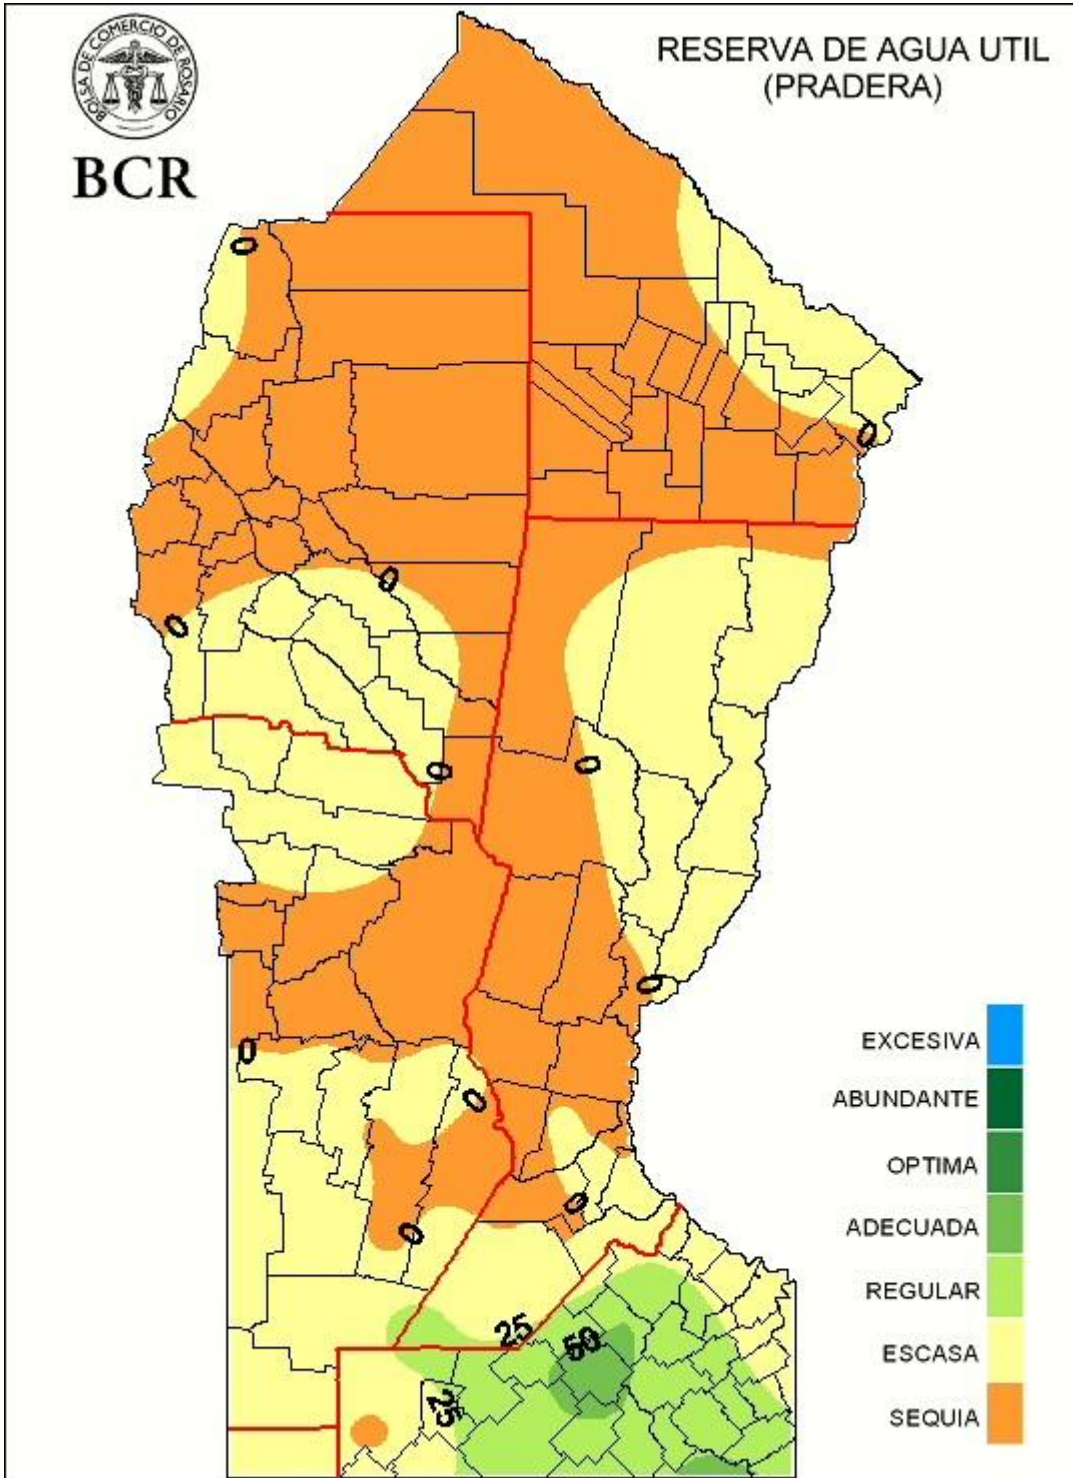 BOLSA DE COMERCIO DE ROSARIO
BCR
RESERVA DE AGUA UTIL
(PRADERA)
0
0
0
0
0
0
0
0
0
0
0
25
50
25
EXCESIVA
ABUNDANTE
OPTIMA
ADECUADA
REGULAR
ESCASA
SEQUIA